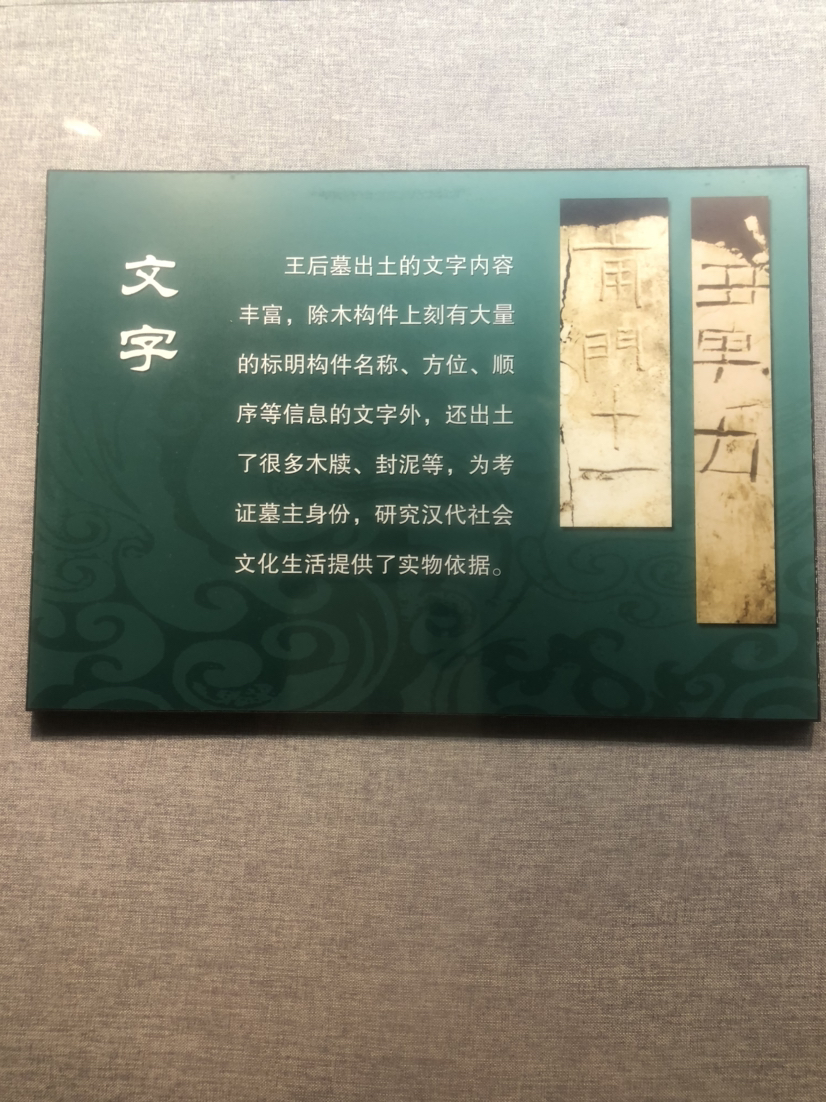 文字
王后墓出土的文字内容
丰富，除木构件上刻有大量
的标明构件名称、方位、顺
序等信息的文字外，还出土
了很多木牍、封泥等，为考
证墓主身份，研究汉代社会
文化生活提供了实物依据。
南門十一